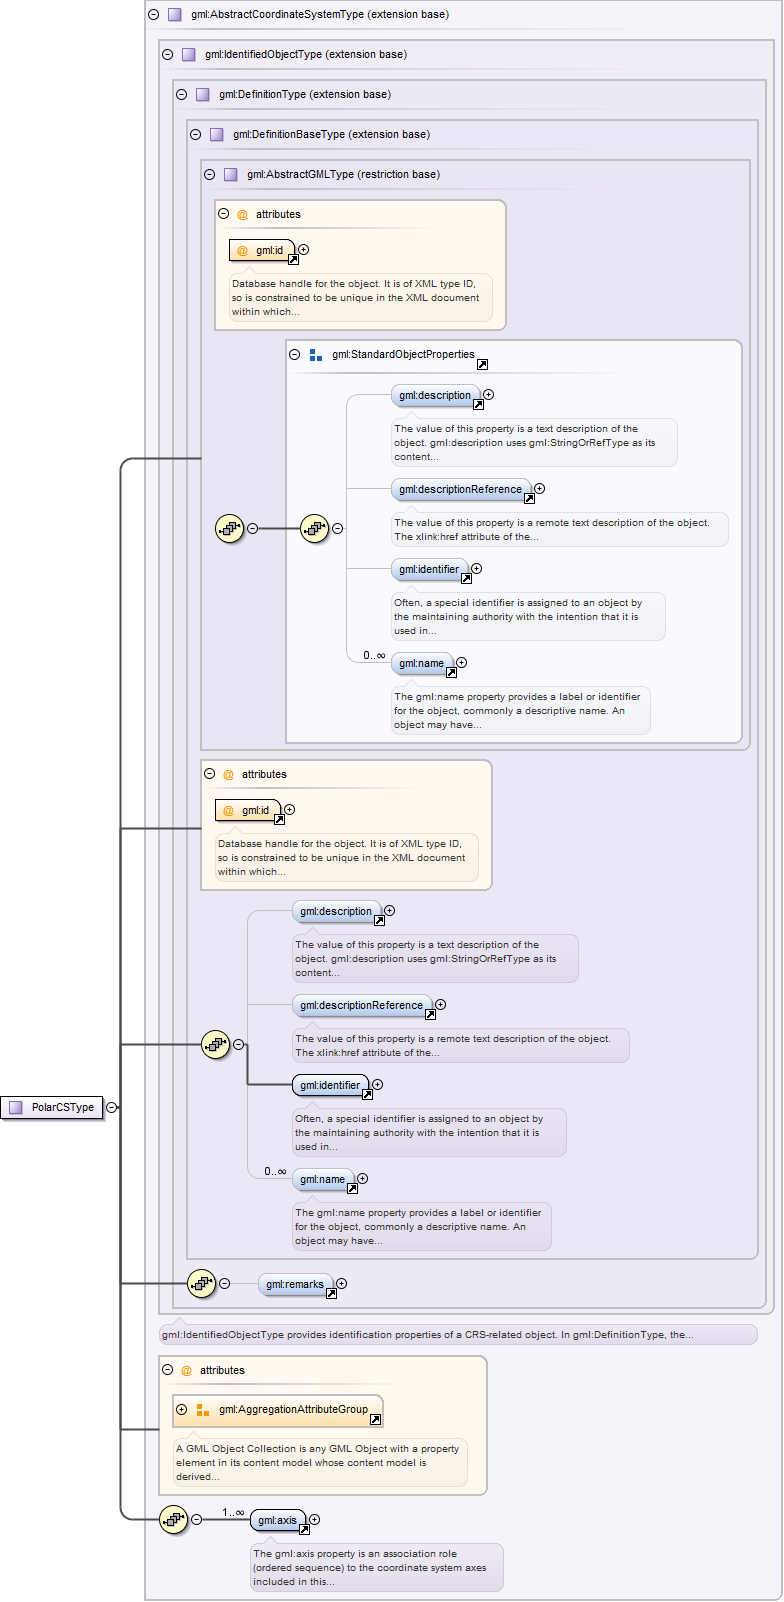 gml:AbstractCoordinateSystemType (extension base)
gml:IdentifiedObjectType (extension base)
gml:DefinitionType (extension base)
gml:DefinitionBaseType (extension base)
gml:AbstractGMLType (restriction base)
@ attributes
@ gml:id
Database handle for the object. It is of XML type ID,
so is constrained to be unique in the XML document
within which...
gml:StandardObjectProperties
gml:description
The value of this property is a text description of the
object. gml:description uses gml:StringOrRefType as its
content...
gml:descriptionReference
The value of this property is a remote text description of the object.
The xlink:href attribute of the...
gml:identifier
Often, a special identifier is assigned to an object by
the maintaining authority with the intention that it is
used in...
0..∞
gml:name
The gml:name property provides a label or identifier
for the object, commonly a descriptive name. An
object may have...
@ attributes
@ gml:id
Database handle for the object. It is of XML type ID,
so is constrained to be unique in the XML document
within which...
gml:description
The value of this property is a text description of the
object. gml:description uses gml:StringOrRefType as its
content...
gml:descriptionReference
The value of this property is a remote text description of the object.
The xlink:href attribute of the...
gml:identifier
PolarCSType
Often, a special identifier is assigned to an object by
the maintaining authority with the intention that it is
used in...
0..∞
gml:name
The gml:name property provides a label or identifier
for the object, commonly a descriptive name. An
object may have...
gml:remarks
gml:IdentifiedObjectType provides identification properties of a CRS-related object. In gml:DefinitionType, the...
@ attributes
gml:AggregationAttributeGroup
A GML Object Collection is any GML Object with a property
element in its content model whose content model is
derived...
1..∞
gml:axis
The gml:axis property is an association role
(ordered sequence) to the coordinate system axes
included in this...